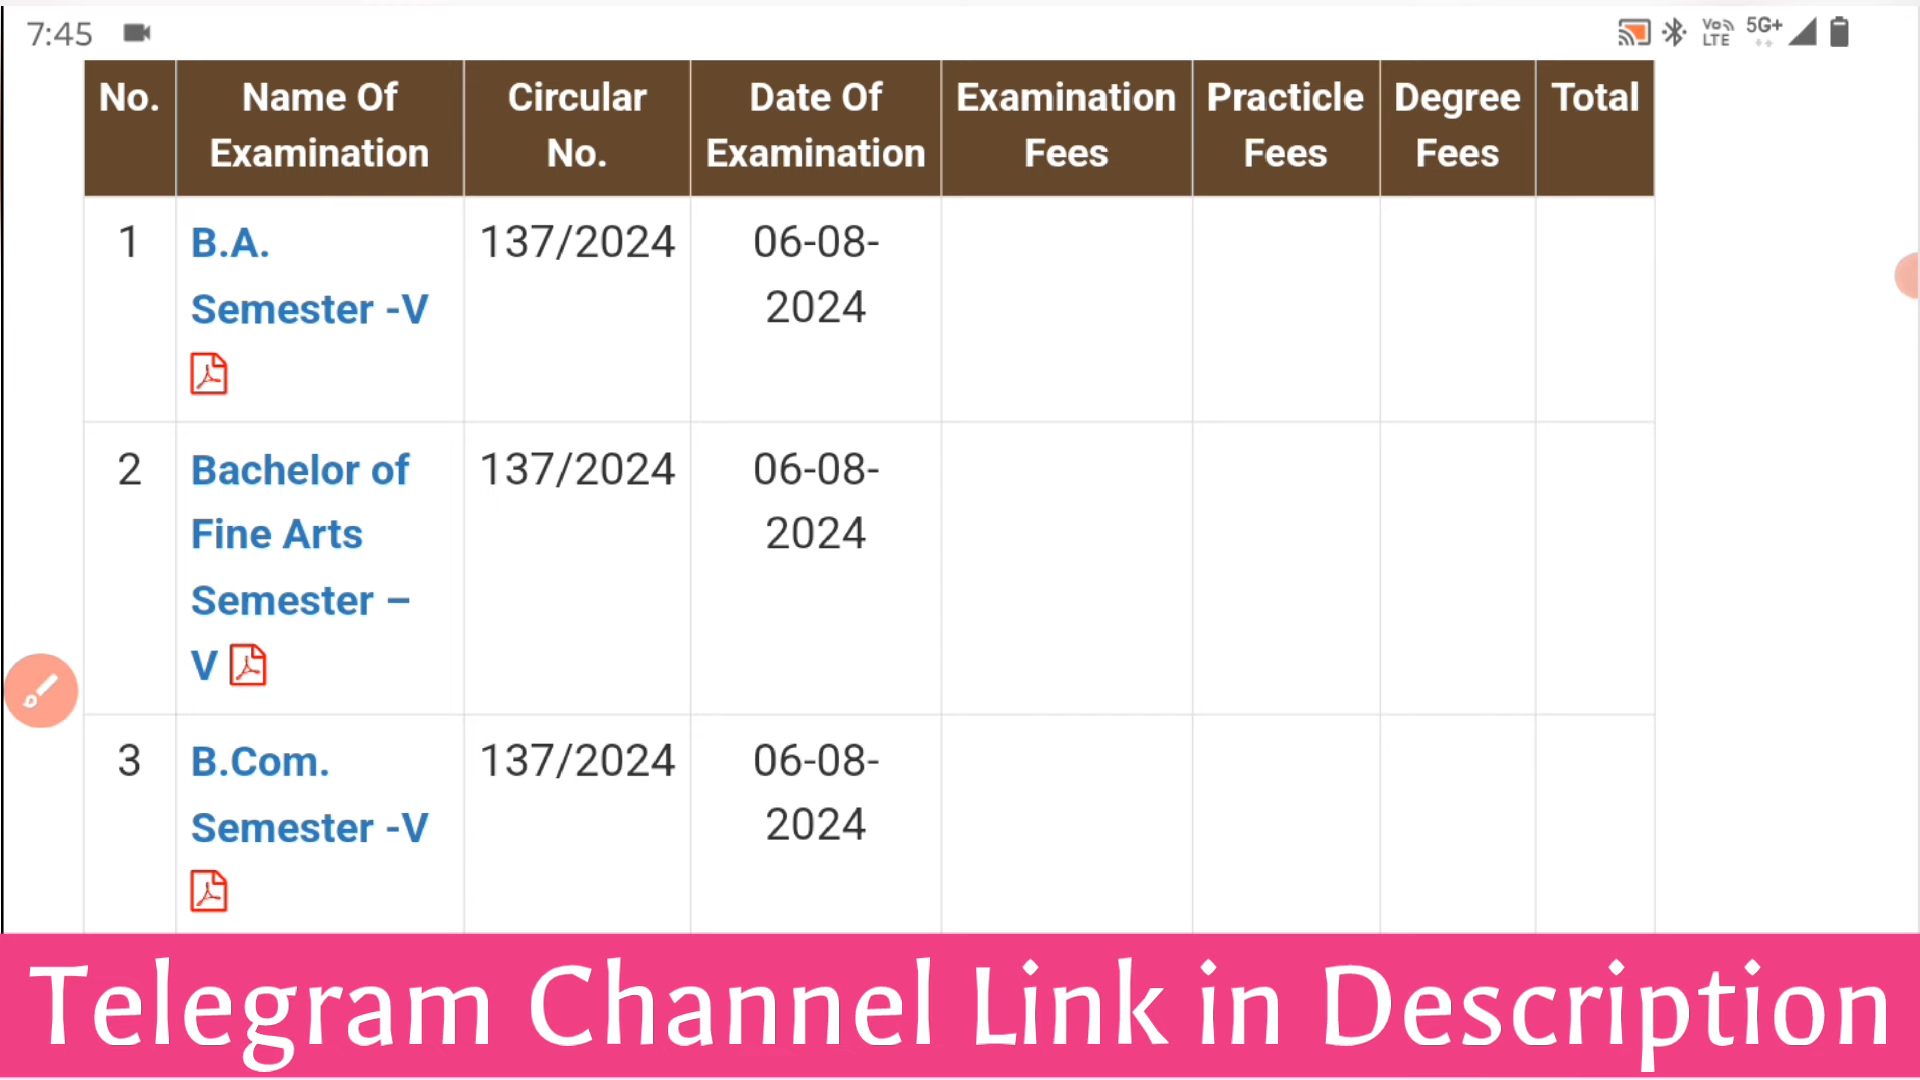 7:45
Vo LTE 5G+
No. Name Of Examination Circular No. Date Of Examination Examination Fees Practicle Fees Degree Fees Total
1 B.A. Semester -V 137/2024 06-08-2024
2 Bachelor of Fine Arts Semester – V 137/2024 06-08-2024
3 B.Com. Semester -V 137/2024 06-08-2024
Telegram Channel Link in Description